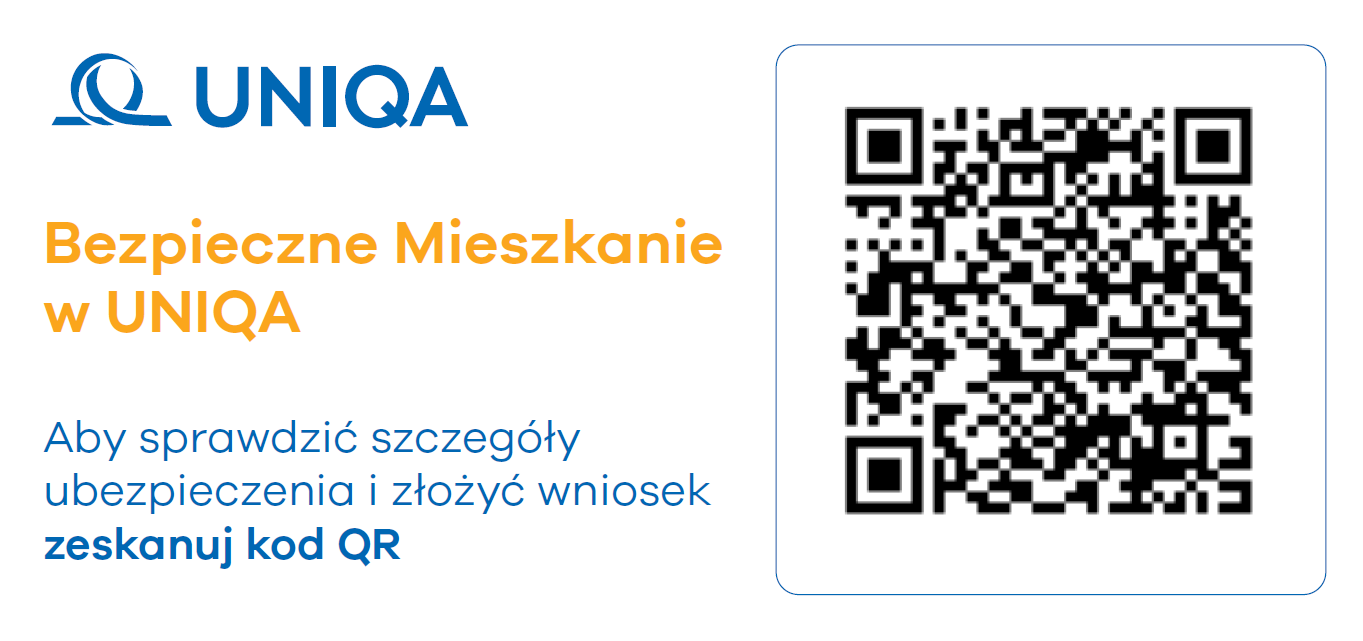 UNIQA
Bezpieczne Mieszkanie
w UNIQA
Aby sprawdzić szczegóły
ubezpieczenia i złożyć wniosek
zeskanuj kod QR